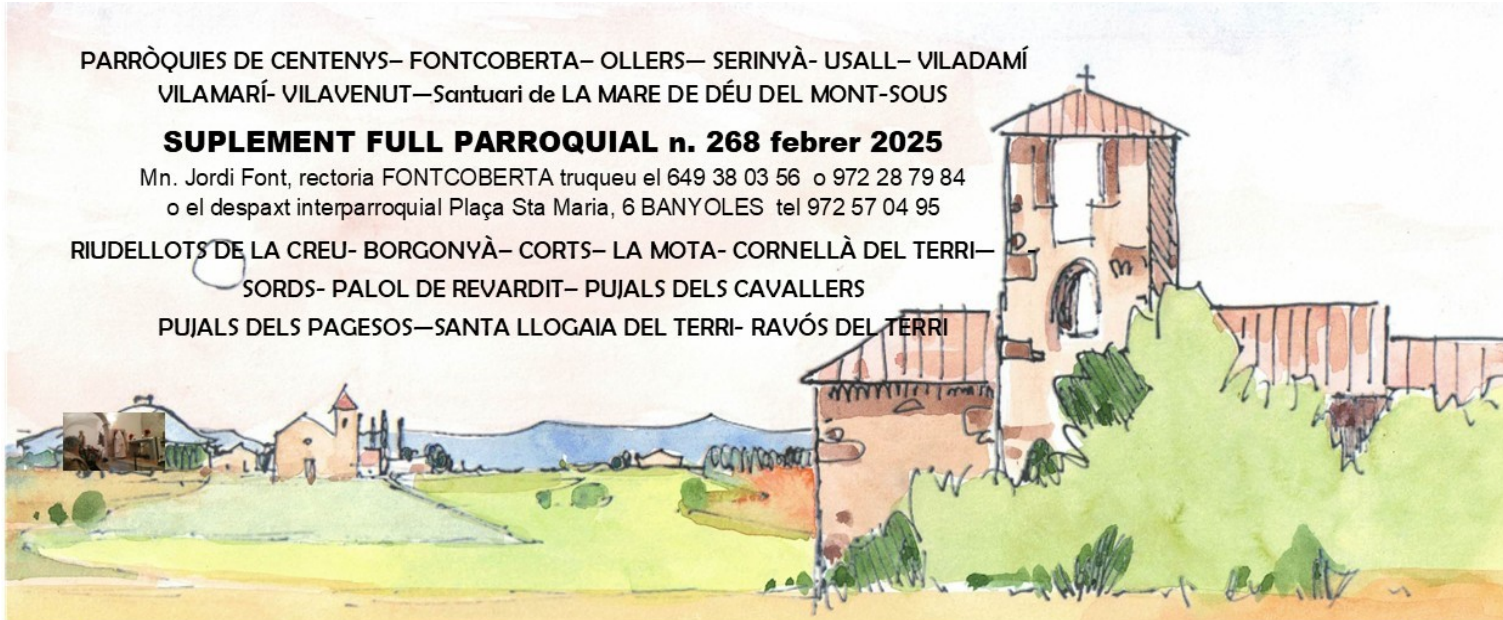 PARRÒQUIES DE CENTENYS– FONTCOBERTA– OLLERS— SERINYÀ- USALL– VILADAMÍ
VILAMARÍ- VILAVENUT—Santuari de LA MARE DE DÉU DEL MONT-SOUS
SUPLEMENT FULL PARROQUIAL n. 268 febrer 2025
Mn. Jordi Font, rectoria FONTCOBERTA truqueu el 649 38 03 56 o 972 28 79 84
o el despaxt interparroquial Plaça Sta Maria, 6 BANYOLES tel 972 57 04 95
RIUDELLOTS DE LA CREU- BORGONYÀ– CORTS– LA MOTA- CORNELLÀ DEL TERRI—
SORDS- PALOL DE REVARDIT– PUJALS DELS CAVALLERS
PUJALS DELS PAGESOS—SANTA LLOGAIA DEL TERRI- RAVÓS DEL TERRI